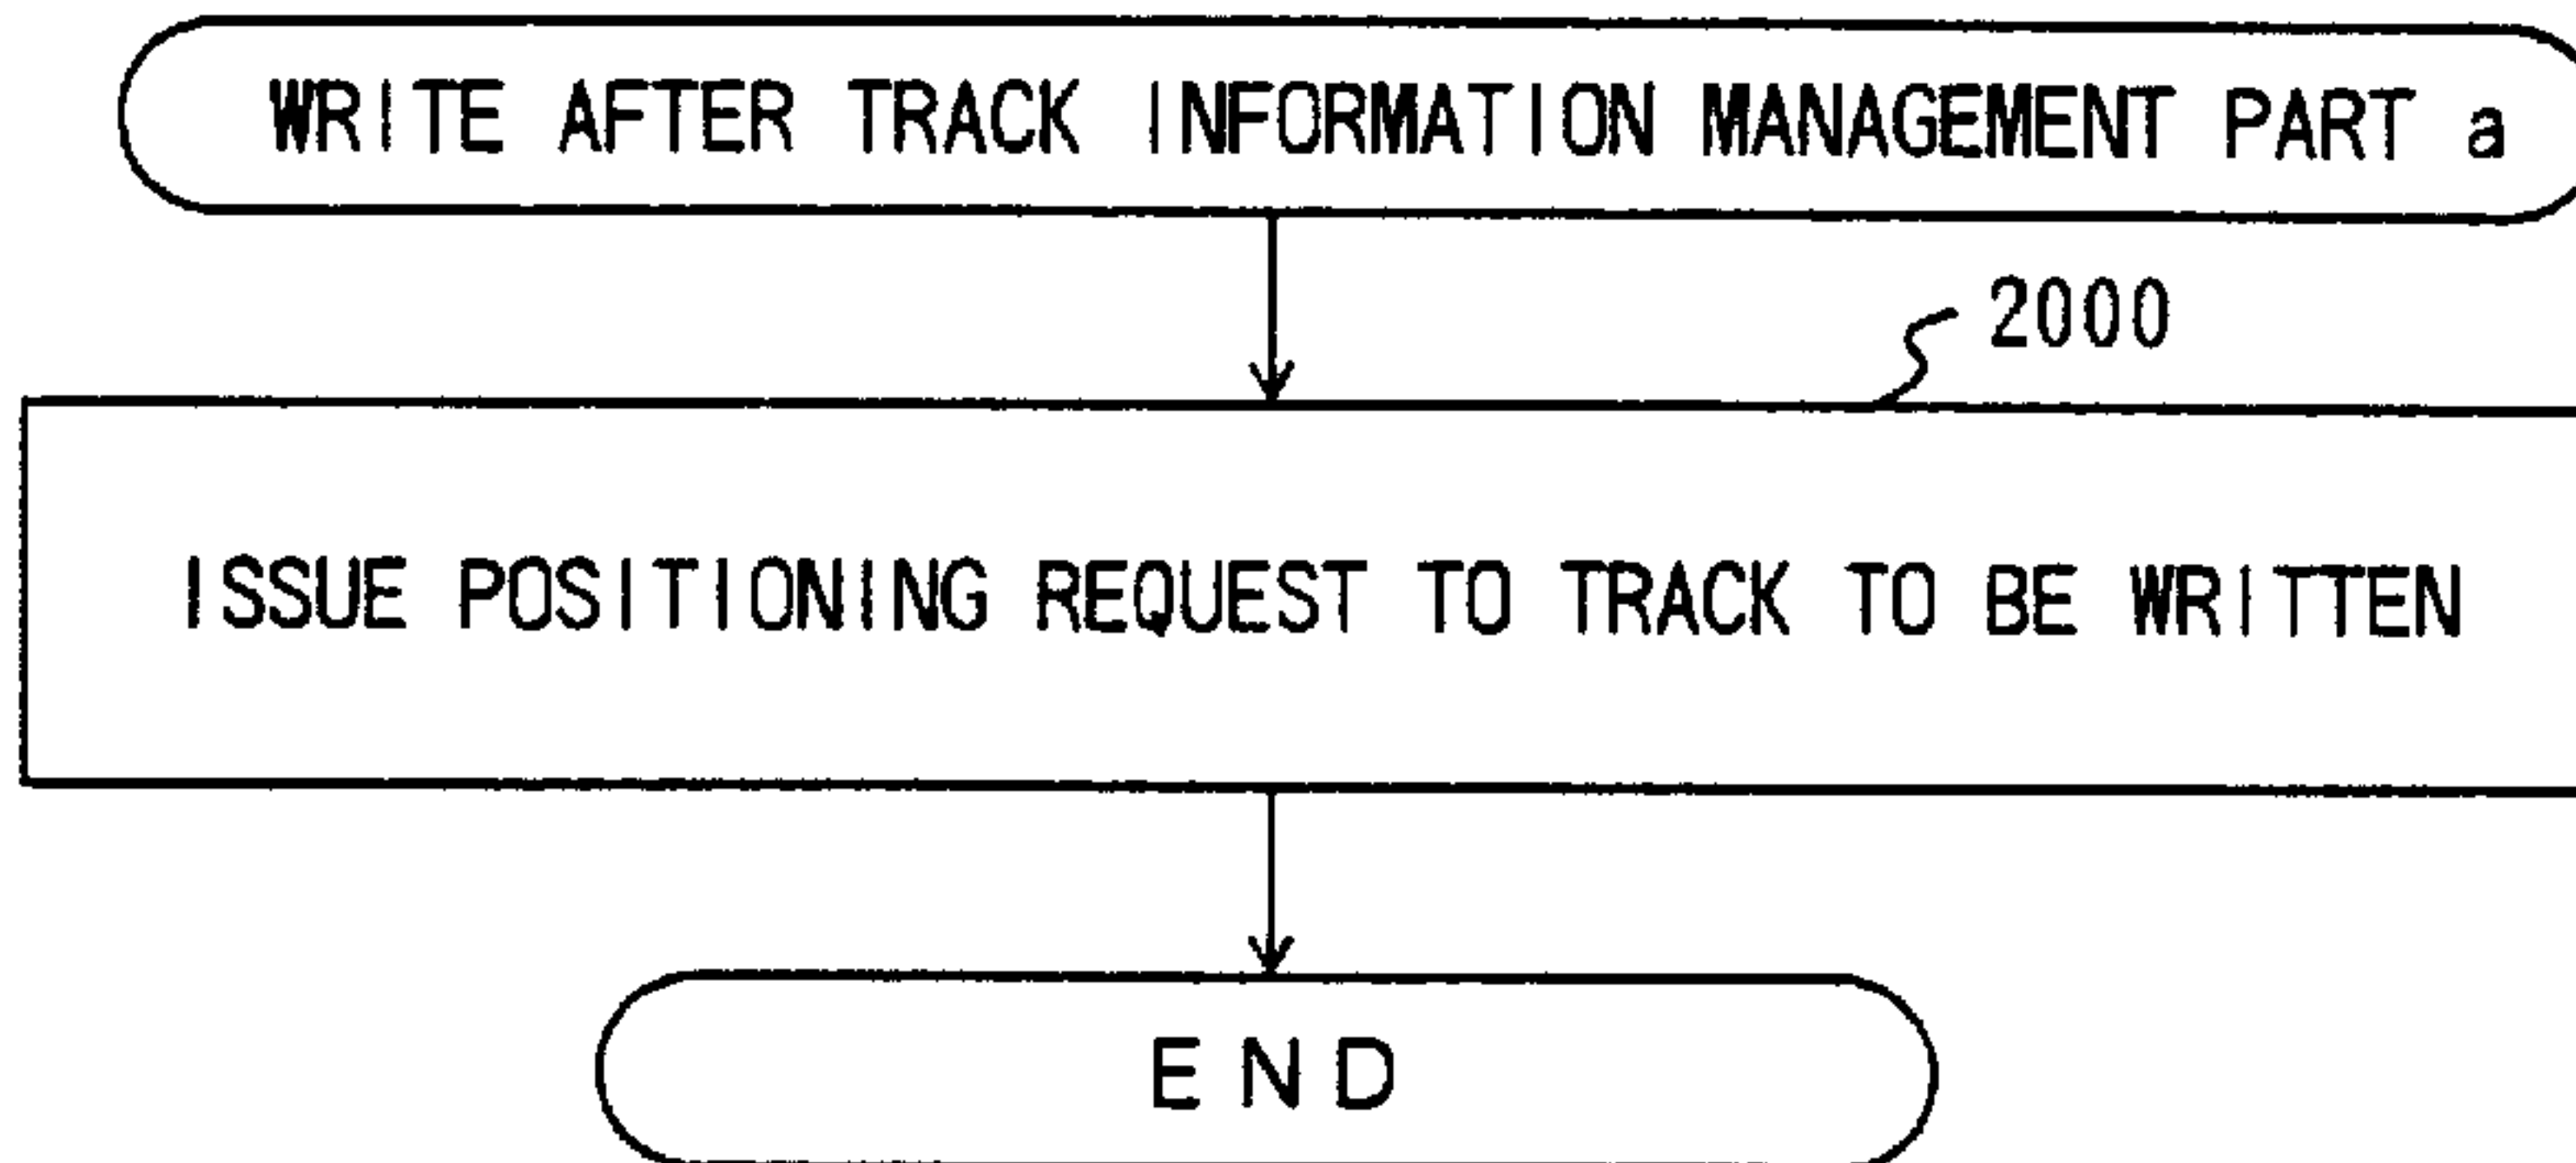 WRITE AFTER TRACK INFORMATION MANAGEMENT PART a
2000
ISSUE POSITIONING REQUEST TO TRACK TO BE WRITTEN
END